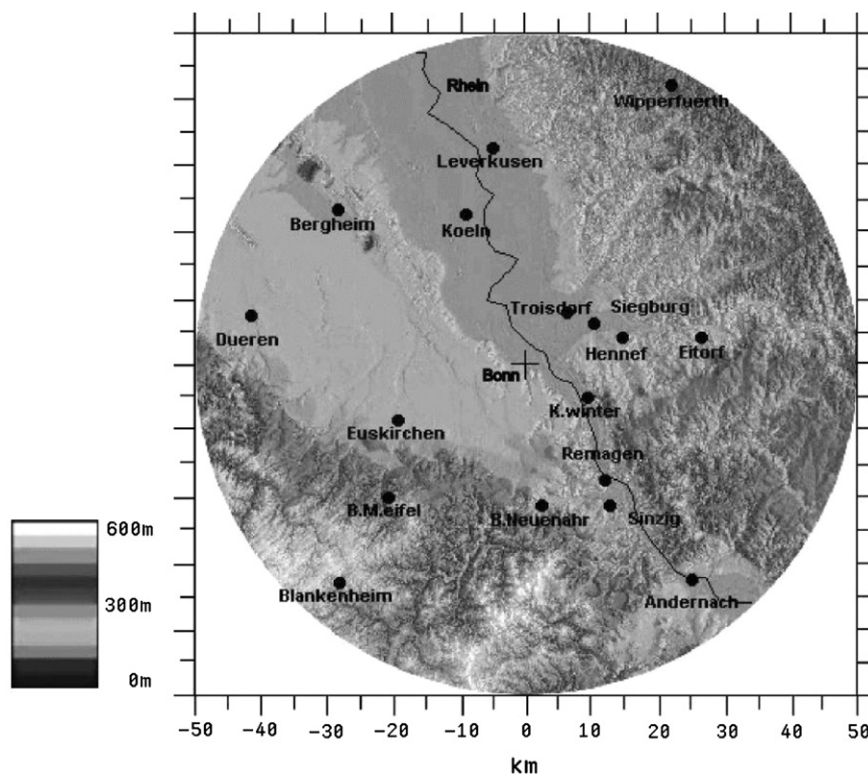 Rhein
Wipperfuerth
Leverkusen
Bergheim
Koeln
Troisdorf
Siegburg
Dueren
Hennef
Eitorf
Bonn
K.winter
Euskirchen
Remagen
B.M.eifel
B.Neuenahr
Sinzig
Blankenheim
Andernach
600m
300m
0m
-50 -40 -30 -20 -10 0 10 20 30 40 50
km